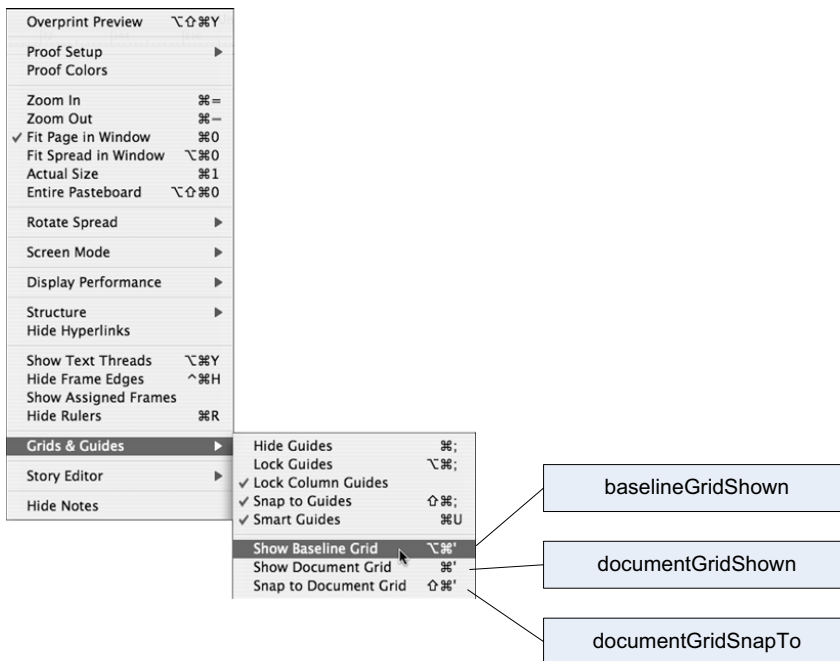 Overprint Preview ⌥⇧⌘Y
Proof Setup ▶
Proof Colors
Zoom In ⌘=
Zoom Out ⌘−
✓ Fit Page in Window ⌘0
Fit Spread in Window ⌥⌘0
Actual Size ⌘1
Entire Pasteboard ⌥⇧⌘0
Rotate Spread ▶
Screen Mode ▶
Display Performance ▶
Structure ▶
Hide Hyperlinks
Show Text Threads ⌥⌘Y
Hide Frame Edges ^⌘H
Show Assigned Frames
Hide Rulers ⌘R
Grids & Guides ▶
Story Editor ▶
Hide Notes
Hide Guides ⌘;
Lock Guides ⌥⌘;
✓ Lock Column Guides
✓ Snap to Guides ⇧⌘;
✓ Smart Guides ⌘U
Show Baseline Grid ⌥⌘'
Show Document Grid ⌘'
Snap to Document Grid ⇧⌘'
baselineGridShown
documentGridShown
documentGridSnapTo